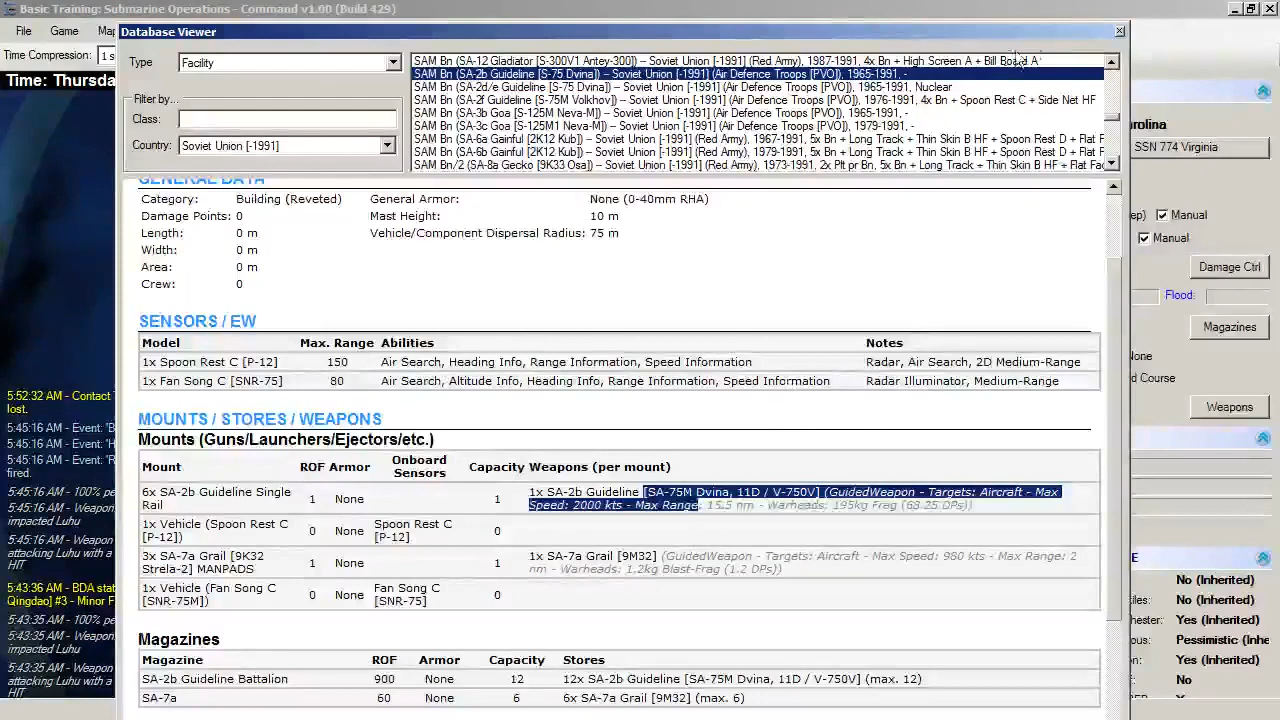 Basic Training: Submarine Operations - Command v1.00 (Build 429)
File Game Map
Time Compression: 1 s
Time: Thursda
Database Viewer
Type Facility
Filter by...
Class:
Country: Soviet Union [-1991]
SAM Bn (SA-12 Gladiator [S-300V1 Antey-300]) -- Soviet Union [-1991] (Red Army), 1987-1991, 4x Bn + High Screen A + Bill Board A'
SAM Bn (SA-2b Guideline [S-75 Dvina]) -- Soviet Union [-1991] (Air Defence Troops [PVO]), 1965-1991, -
SAM Bn (SA-2d/e Guideline [S-75 Dvina]) -- Soviet Union [-1991] (Air Defence Troops [PVO]), 1965-1991, Nuclear
SAM Bn (SA-2f Guideline [S-75M Volkhov]) -- Soviet Union [-1991] (Air Defence Troops [PVO]), 1976-1991, 4x Bn + Spoon Rest C + Side Net HF
SAM Bn (SA-3b Goa [S-125M Neva-M]) -- Soviet Union [-1991] (Air Defence Troops [PVO]), 1965-1991, -
SAM Bn (SA-3c Goa [S-125M1 Neva-M]) -- Soviet Union [-1991] (Air Defence Troops [PVO]), 1979-1991, -
SAM Bn (SA-6a Gainful [2K12 Kub]) -- Soviet Union [-1991] (Red Army), 1967-1991, 5x Bn + Long Track + Thin Skin B HF + Spoon Rest D + Flat F
SAM Bn (SA-6b Gainful [2K12 Kub]) -- Soviet Union [-1991] (Red Army), 1979-1991, 5x Bn + Long Track + Thin Skin B HF + Spoon Rest D + Flat F
SAM Bn/2 (SA-8a Gecko [9K33 Osa]) -- Soviet Union [-1991] (Red Army), 1973-1991, 2x Plt pr Bn, 5x Bn + Long Track + Thin Skin B HF + Flat Fac
GENERAL DATA
Category: Building (Reveted) General Armor: None (0-40mm RHA)
Damage Points: 0 Mast Height: 10 m
Length: 0 m Vehicle/Component Dispersal Radius: 75 m
Width: 0 m
Area: 0 m
Crew: 0
SENSORS / EW
Model Max. Range Abilities Notes
1x Spoon Rest C [P-12] 150 Air Search, Heading Info, Range Information, Speed Information Radar, Air Search, 2D Medium-Range
1x Fan Song C [SNR-75] 80 Air Search, Altitude Info, Heading Info, Range Information, Speed Information Radar Illuminator, Medium-Range
MOUNTS / STORES / WEAPONS
Mounts (Guns/Launchers/Ejectors/etc.)
Mount ROF Armor Onboard Sensors Capacity Weapons (per mount)
6x SA-2b Guideline Single Rail 1 None 1 1x SA-2b Guideline [SA-75M Dvina, 11D / V-750V] (GuidedWeapon - Targets: Aircraft - Max
Speed: 2000 kts - Max Range: 15.5 nm - Warheads: 195kg Frag (68.25 DPs))
1x Vehicle (Spoon Rest C [P-12]) 0 None Spoon Rest C [P-12] 0
3x SA-7a Grail [9K32 Strela-2] MANPADS 1 None 1 1x SA-7a Grail [9M32] (GuidedWeapon - Targets: Aircraft - Max Speed: 980 kts - Max Range: 2
nm - Warheads: 1.2kg Blast-Frag (1.2 DPs))
1x Vehicle (Fan Song C [SNR-75M]) 0 None Fan Song C [SNR-75] 0
Magazines
Magazine ROF Armor Capacity Stores
SA-2b Guideline Battalion 900 None 12 12x SA-2b Guideline [SA-75M Dvina, 11D / V-750V] (max. 12)
SA-7a 60 None 6 6x SA-7a Grail [9M32] (max. 6)
5:52:32 AM - Contact
lost.
5:45:16 AM - Event: 'B
5:45:16 AM - Event: 'H
5:45:16 AM - Event: 'R
fired.
5:45:16 AM - 100% p
5:45:16 AM - Weapon
impacted Luhu
5:45:16 AM - Weapon
attacking Luhu with a
HIT
5:43:36 AM - BDA stat
Qingdao] #3 - Minor F
5:43:35 AM - 100% p
5:43:35 AM - Weapon
impacted Luhu
5:43:35 AM - Weapon
attacking Luhu with a
HIT
arolina
SSN 774 Virginia
ep) Manual
Manual
Damage Ctrl
Flood:
Magazines
None
d Course
Weapons
E
No (Inherited)
iles: No (Inherited)
hester: Yes (Inherited)
ous: Pessimistic (Inhe
n: Yes (Inherited)
No